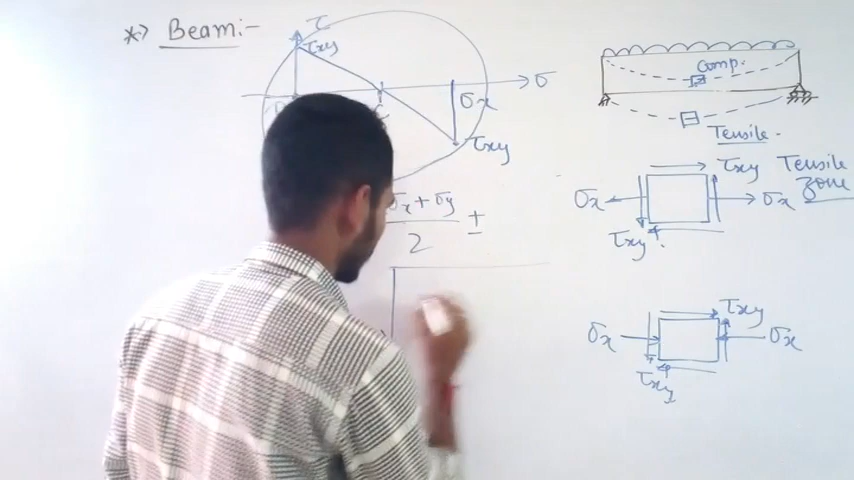 *→ Beam:-
τ
τxy
σ
σx
C
τxy
σx + σy
2
±
Comp.
Tensile.
τxy
Tensile zone
σx
σx
τxy
τxy
σx
σx
τxy